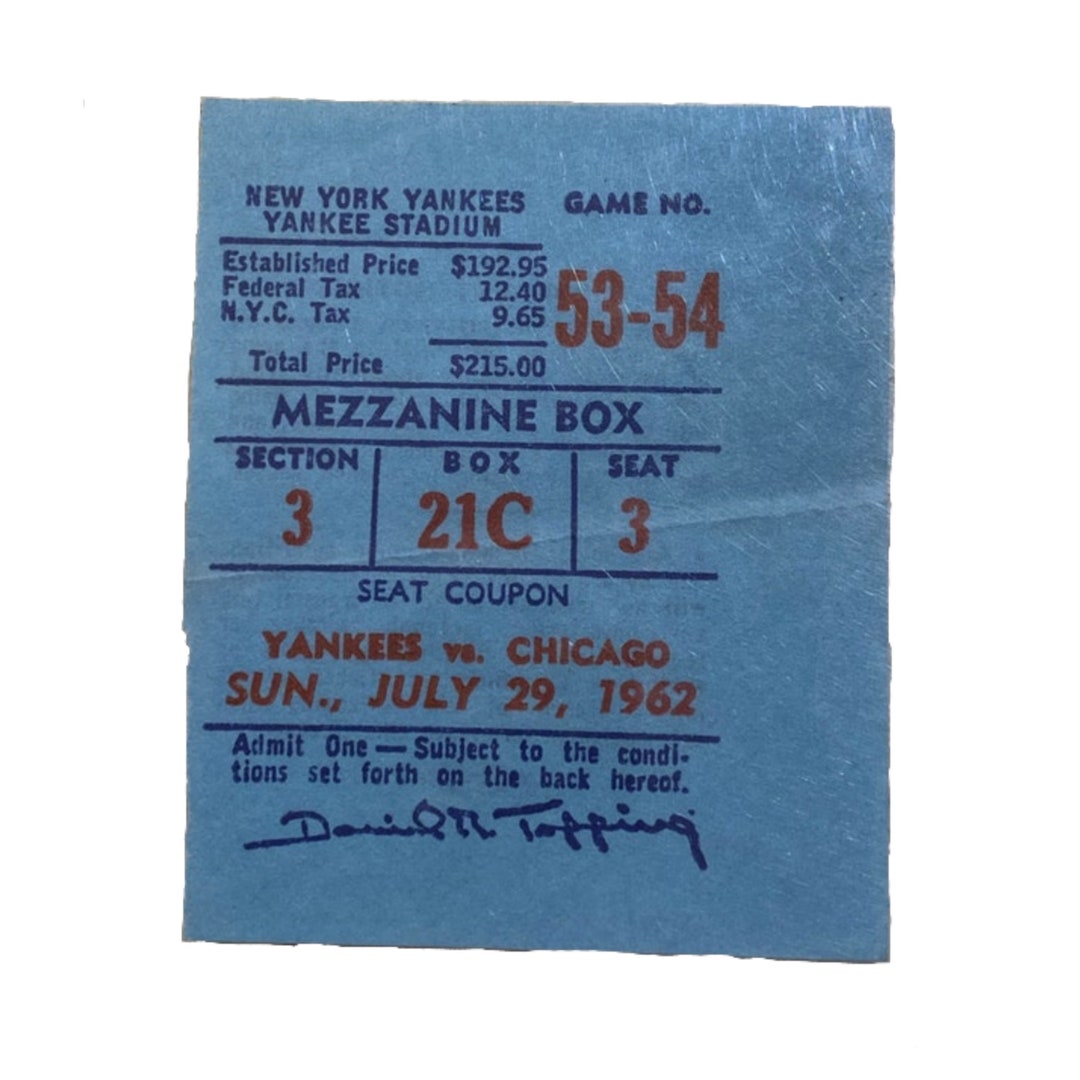 NEW YORK YANKEES
YANKEE STADIUM
GAME NO.
Established Price $192.95
Federal Tax 12.40
N.Y.C. Tax 9.65
53-54
Total Price $215.00
MEZZANINE BOX
SECTION BOX SEAT
3 21C 3
SEAT COUPON
YANKEES vs. CHICAGO
SUN., JULY 29, 1962
Admit One — Subject to the condi-
tions set forth on the back hereof.
Daniel R. Topping